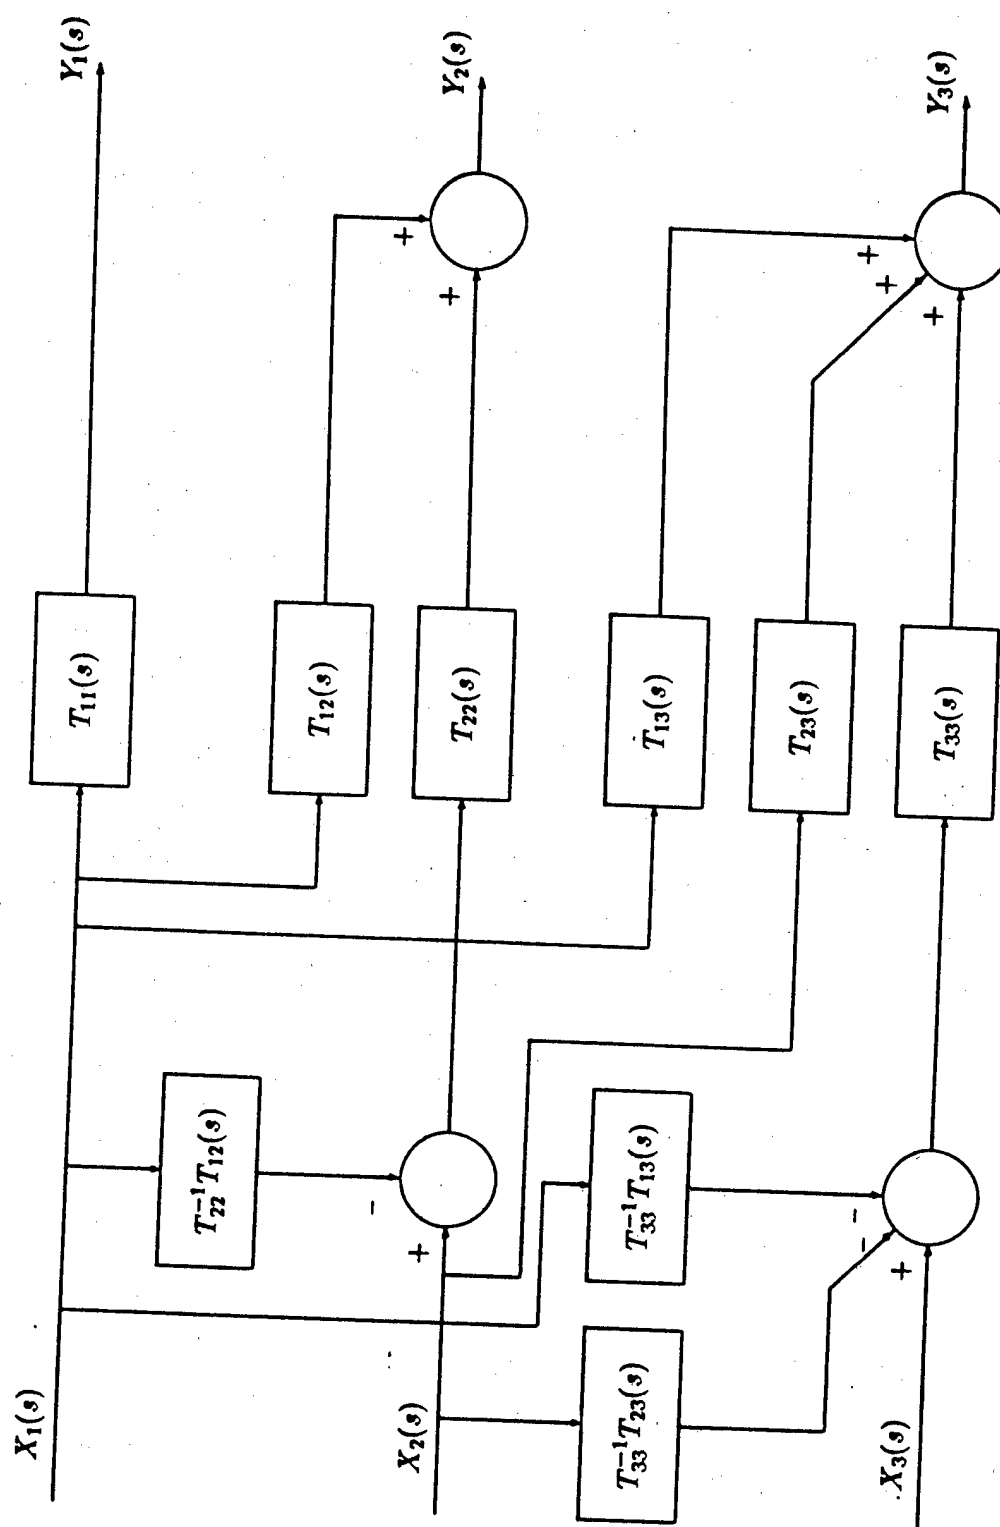 X₁(s)
T₁₁(s)
Y₁(s)
T₂₂⁻¹T₁₂(s)
T₁₂(s)
−
+
X₂(s)
+
T₂₂(s)
+
Y₂(s)
T₃₃⁻¹T₁₃(s)
T₁₃(s)
T₃₃⁻¹T₂₃(s)
T₂₃(s)
−
−
+
+
+
X₃(s)
+
T₃₃(s)
Y₃(s)